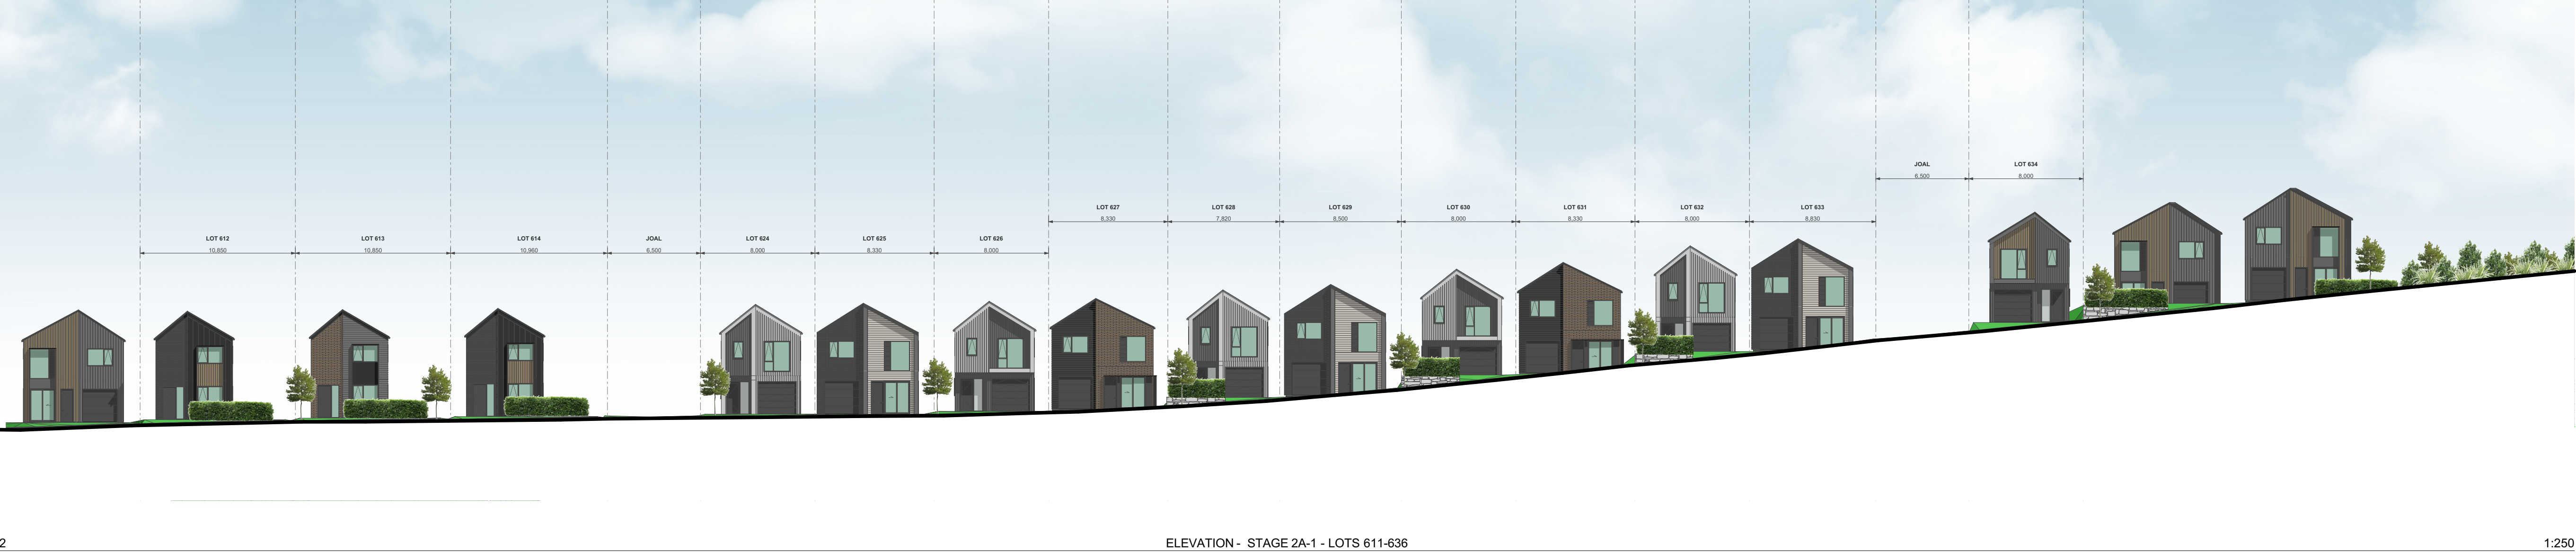 JOAL LOT 634
6,500 8,000
LOT 627 LOT 628 LOT 629 LOT 630 LOT 631 LOT 632 LOT 633
8,330 7,820 8,500 8,000 8,330 8,000 8,830
LOT 612 LOT 613 LOT 614 JOAL LOT 624 LOT 625 LOT 626
10,850 10,850 10,960 6,500 8,000 8,330 8,000
2 ELEVATION - STAGE 2A-1 - LOTS 611-636 1:250